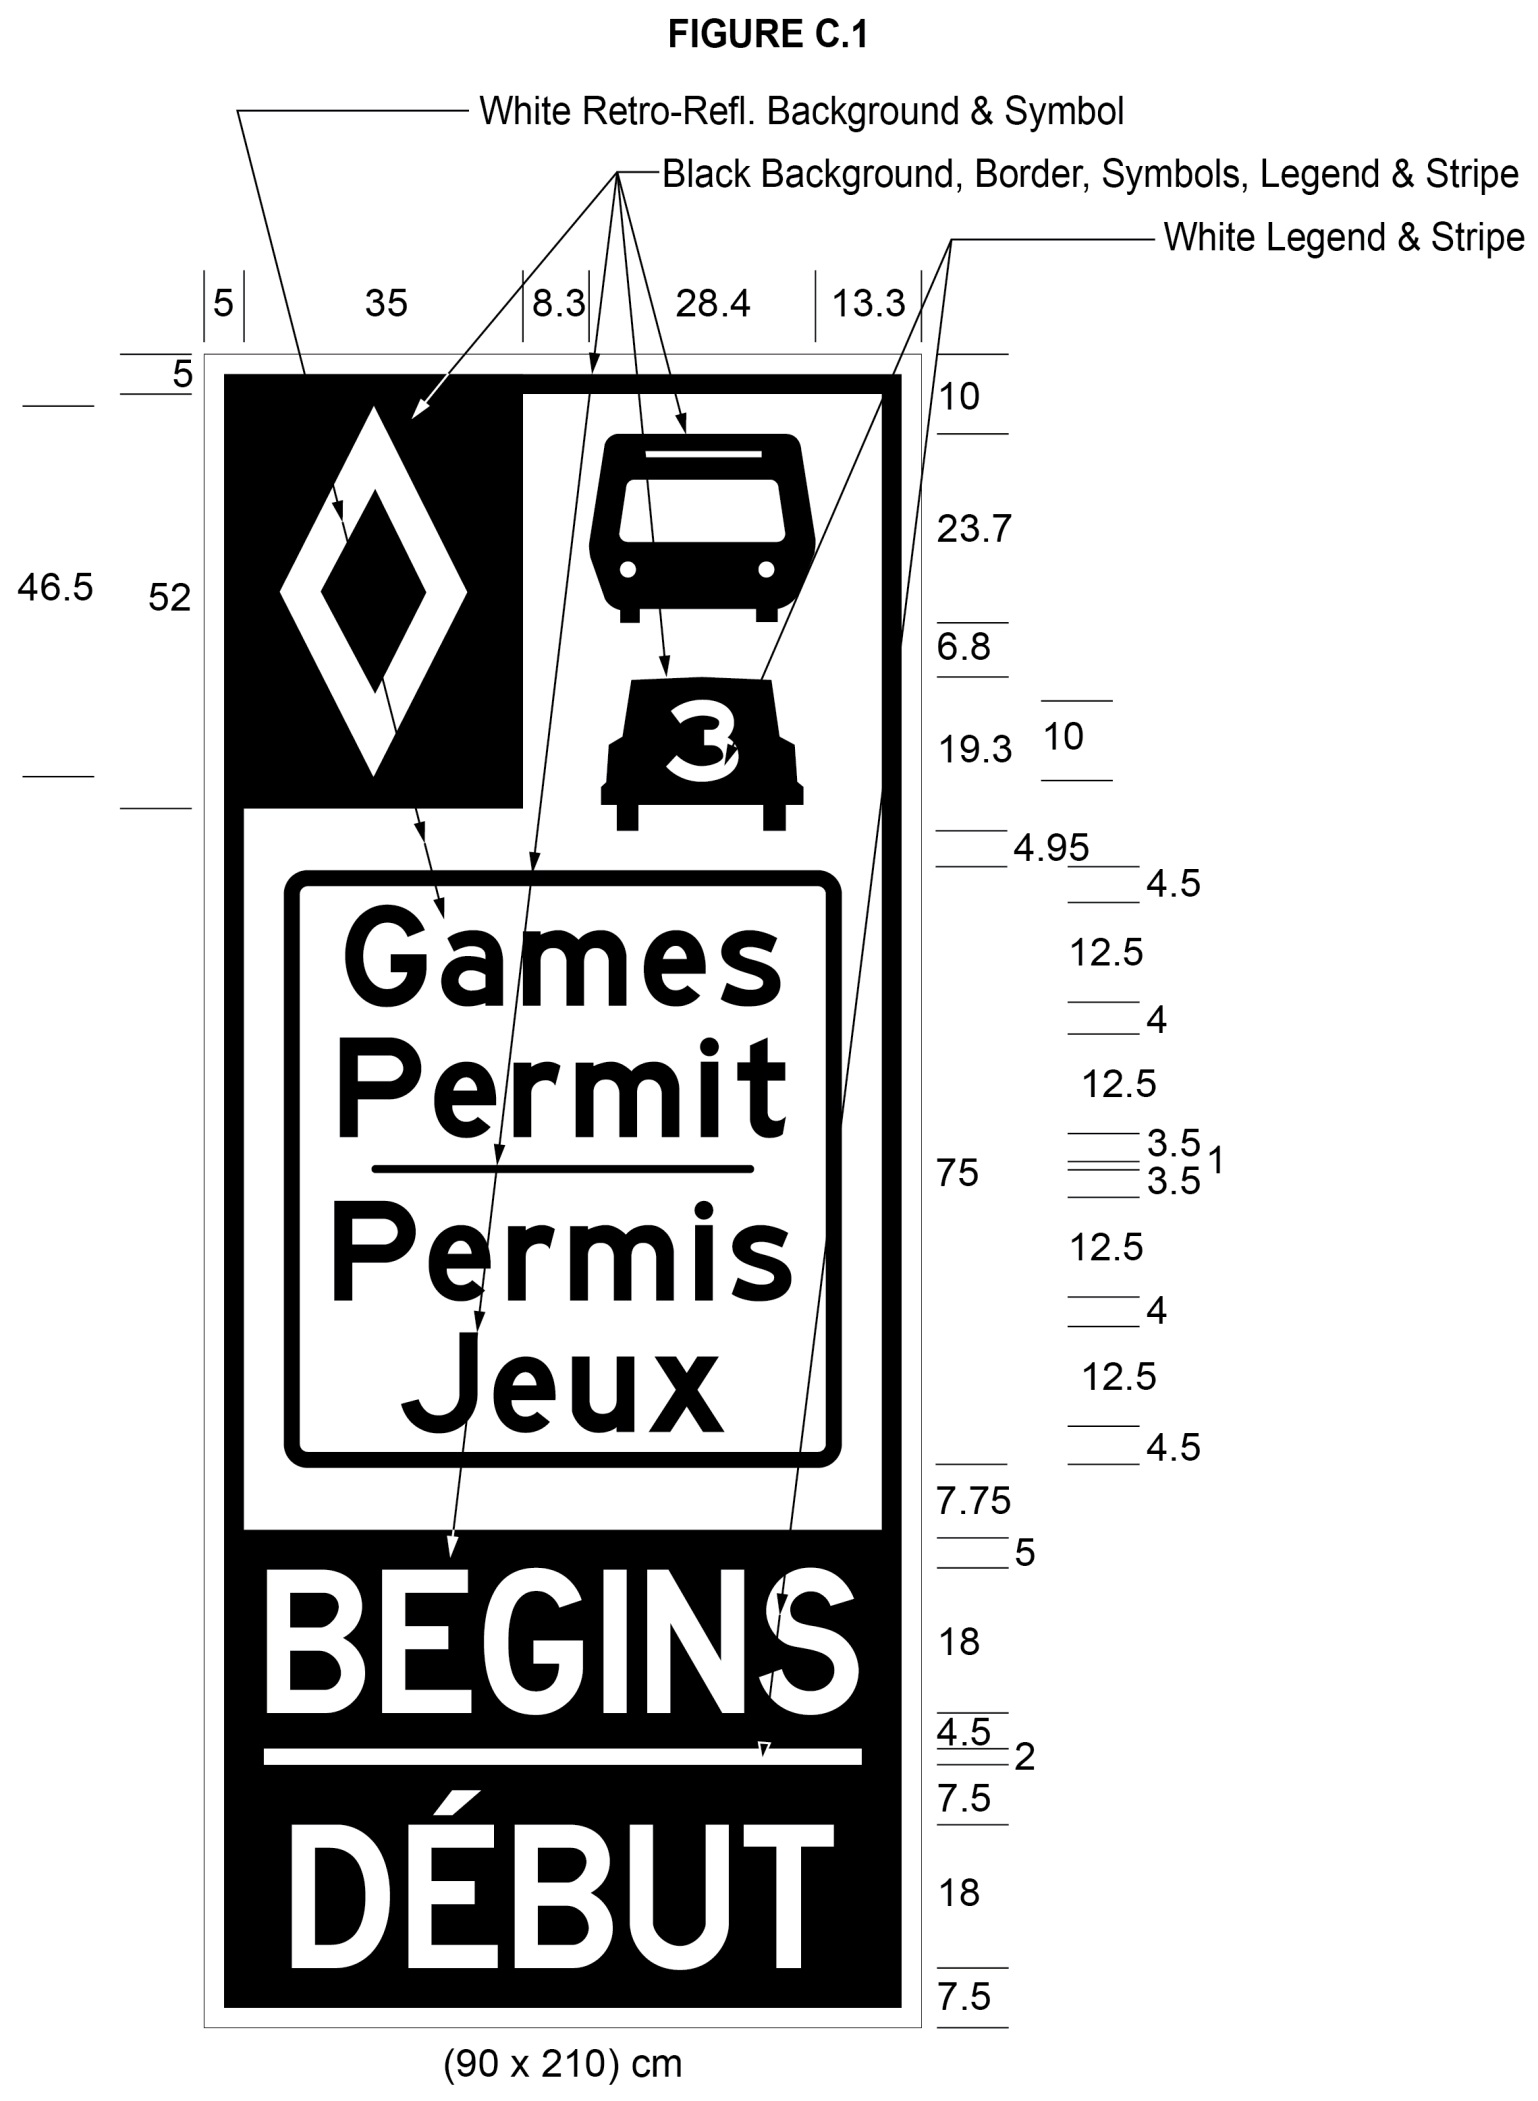 FIGURE C.1
White Retro-Refl. Background & Symbol
Black Background, Border, Symbols, Legend & Stripe
White Legend & Stripe
5 35 8.3 28.4 13.3
5
10
46.5
52
23.7
6.8
19.3
10
3
4.95
4.5
Games
12.5
4
Permit
12.5
3.5
1
75
3.5
Permis
12.5
4
Jeux
12.5
4.5
7.75
5
BEGINS
18
4.5
2
7.5
DÉBUT
18
7.5
(90 x 210) cm